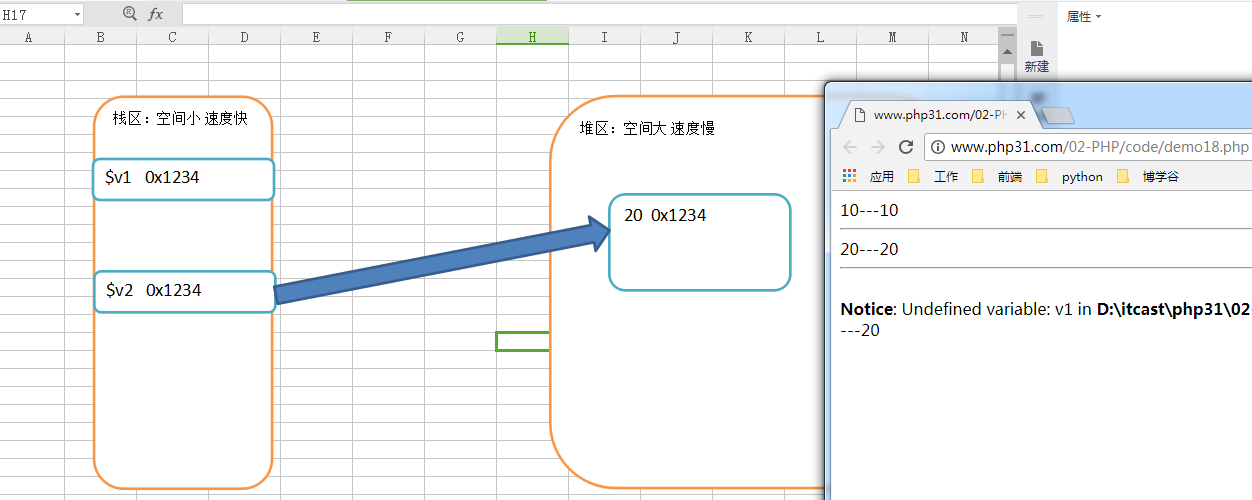 H17
fx
属性
A B C D E F G H I J K L M N
新建
栈区：空间小 速度快
$v1 0x1234
$v2 0x1234
堆区：空间大 速度慢
20 0x1234
www.php31.com/02-PH
www.php31.com/02-PHP/code/demo18.php
应用 工作 前端 python 博学谷
10---10
20---20
Notice: Undefined variable: v1 in D:\itcast\php31\02-
---20